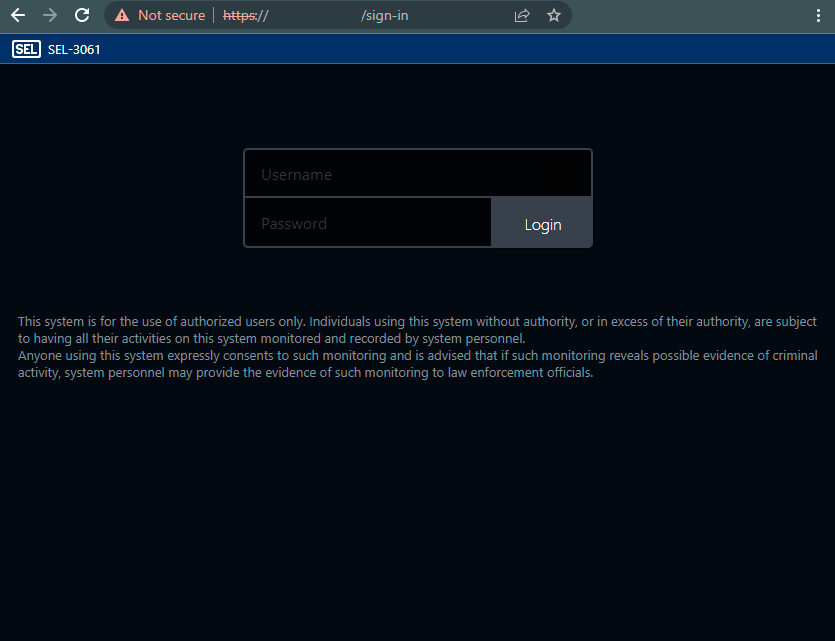 Not secure | https:// /sign-in
SEL SEL-3061
Username
Password
Login
This system is for the use of authorized users only. Individuals using this system without authority, or in excess of their authority, are subject
to having all their activities on this system monitored and recorded by system personnel.
Anyone using this system expressly consents to such monitoring and is advised that if such monitoring reveals possible evidence of criminal
activity, system personnel may provide the evidence of such monitoring to law enforcement officials.